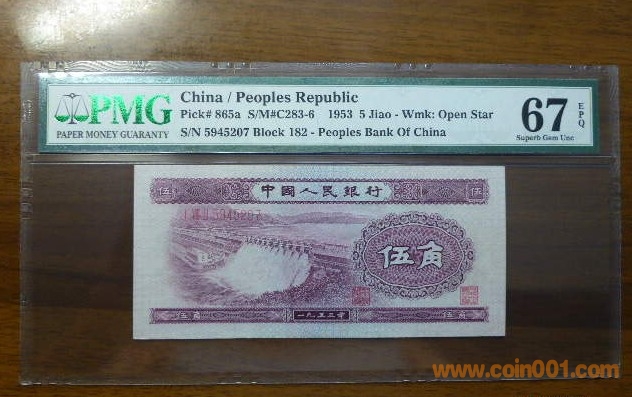 PMG
PAPER MONEY GUARANTY
China / Peoples Republic
Pick# 865a S/M#C283-6 1953 5 Jiao - Wmk: Open Star
S/N 5945207 Block 182 - Peoples Bank Of China
67
EPQ
Superb Gem Unc
伍
中國人民銀行
伍
5945207
伍角
伍角
一九五三年
伍角
www.coin001.com